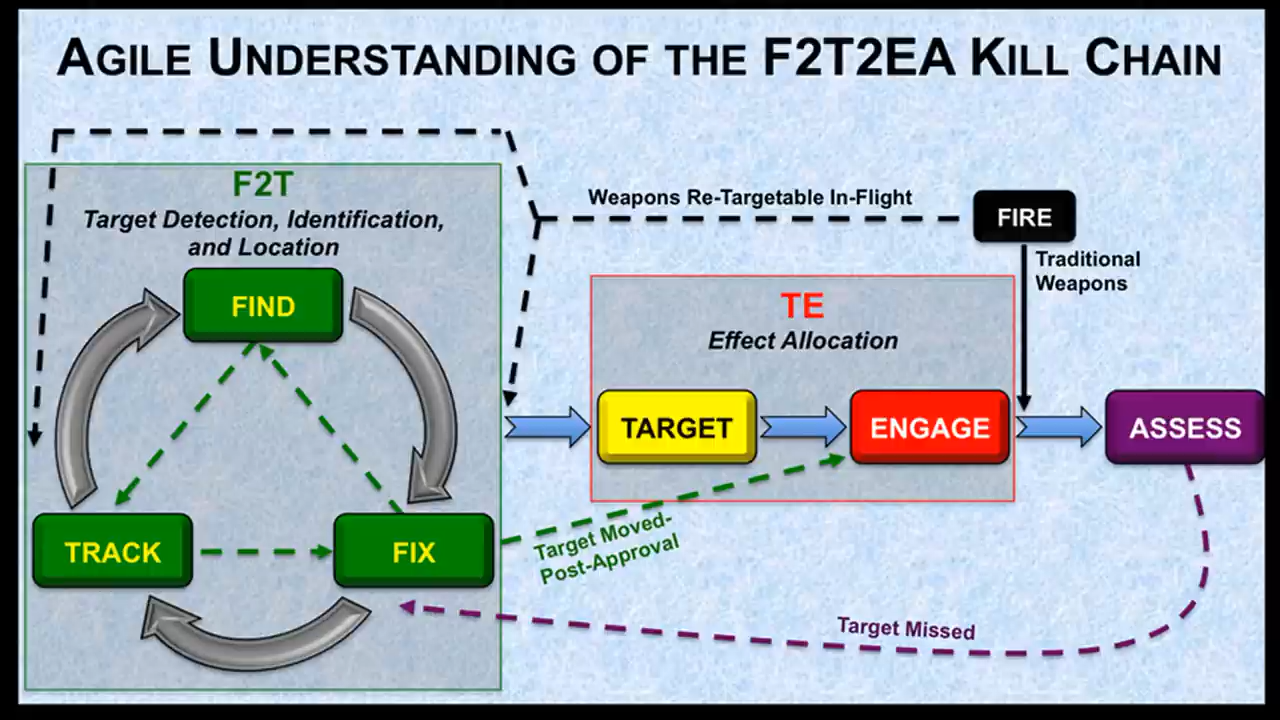 AGILE UNDERSTANDING OF THE F2T2EA KILL CHAIN
F2T
Target Detection, Identification,
and Location
FIND
TRACK
FIX
Weapons Re-Targetable In-Flight
FIRE
Traditional
Weapons
TE
Effect Allocation
TARGET
ENGAGE
ASSESS
Target Moved-
Post-Approval
Target Missed